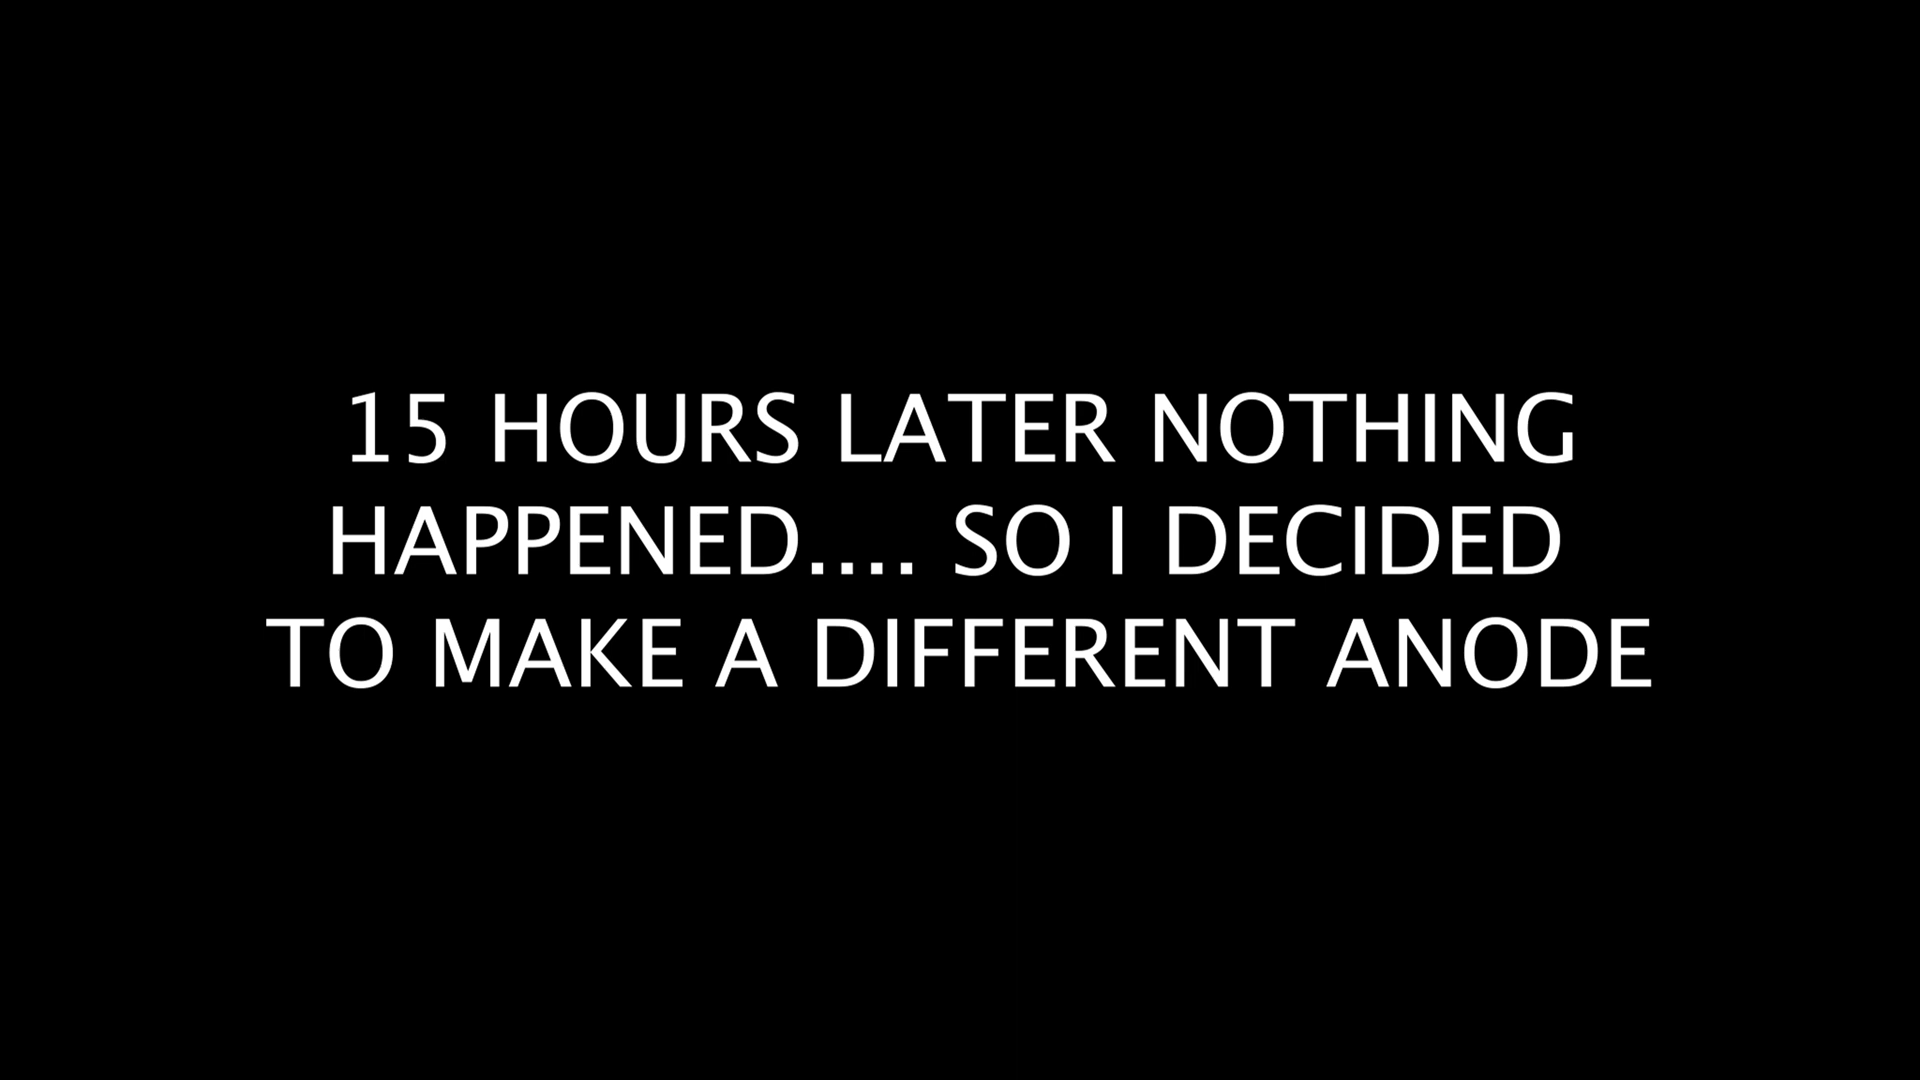 15 HOURS LATER NOTHING
HAPPENED.... SO I DECIDED
TO MAKE A DIFFERENT ANODE